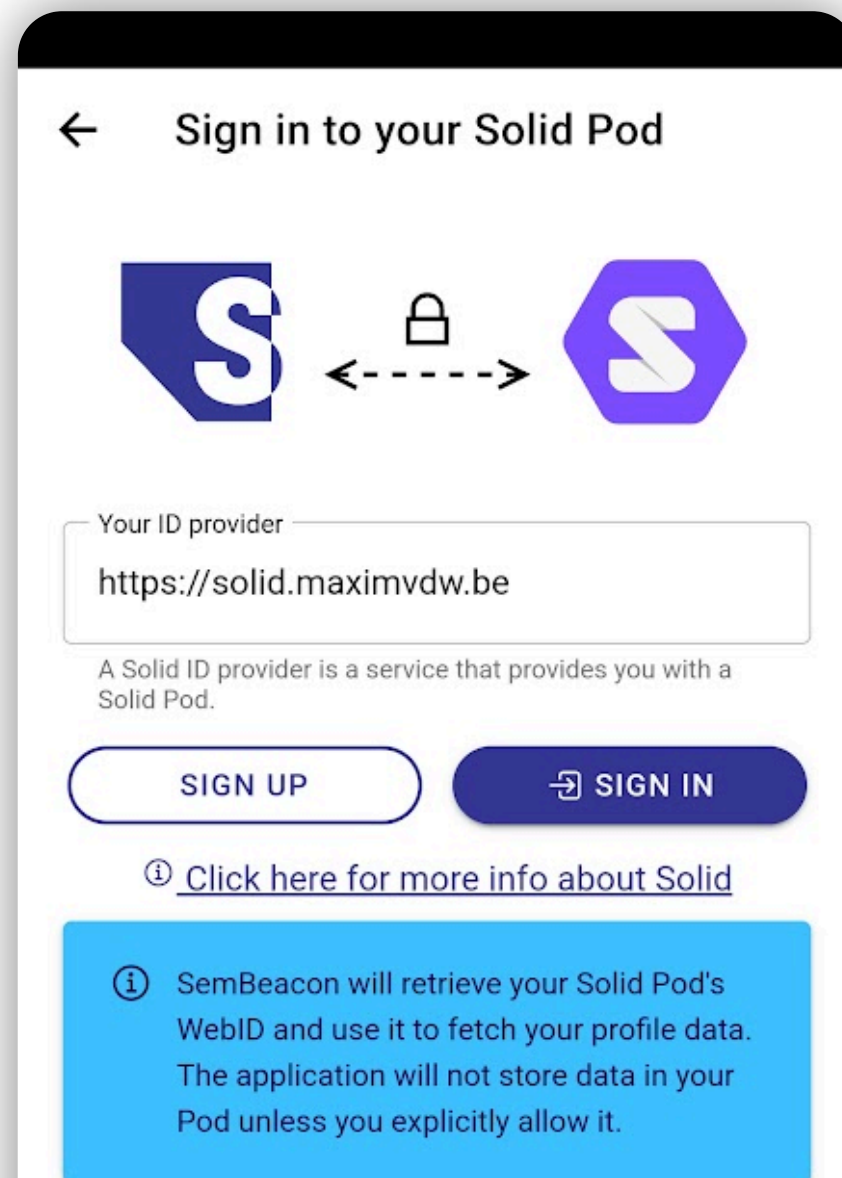 Sign in to your Solid Pod
S
S
Your ID provider
https://solid.maximvdw.be
A Solid ID provider is a service that provides you with a
Solid Pod.
SIGN UP
SIGN IN
Click here for more info about Solid
SemBeacon will retrieve your Solid Pod's
WebID and use it to fetch your profile data.
The application will not store data in your
Pod unless you explicitly allow it.